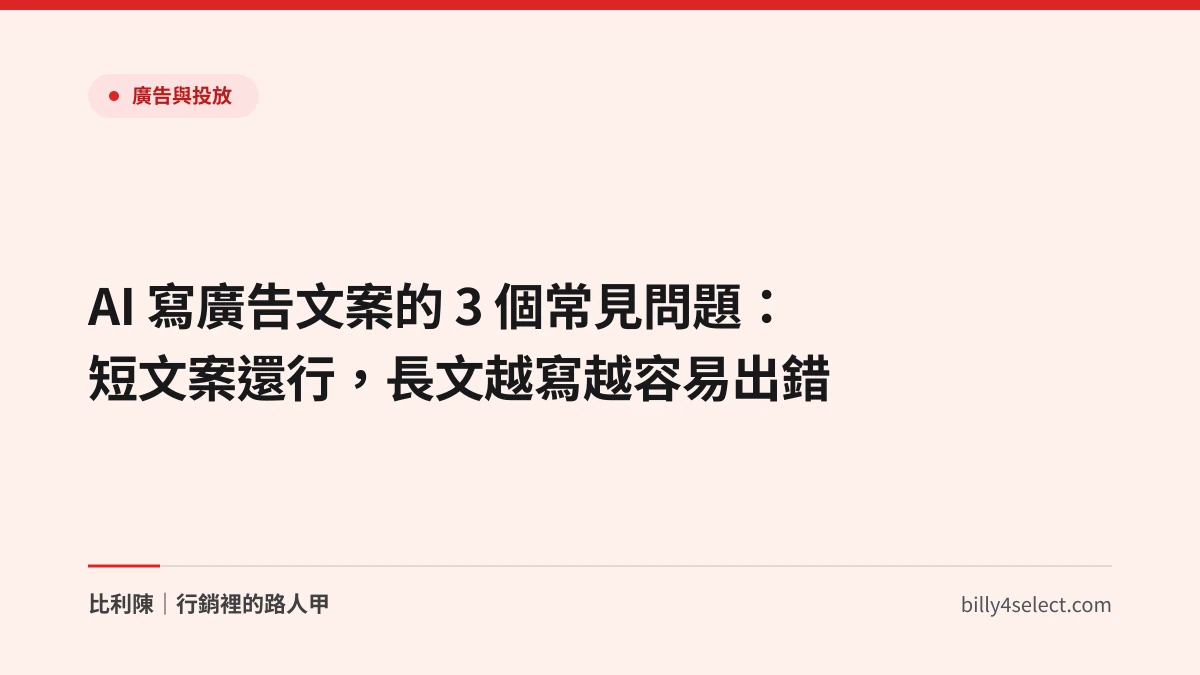 廣告與投放
AI 寫廣告文案的 3 個常見問題：
短文案還行，長文越寫越容易出錯
比利陳｜行銷裡的路人甲
billy4select.com